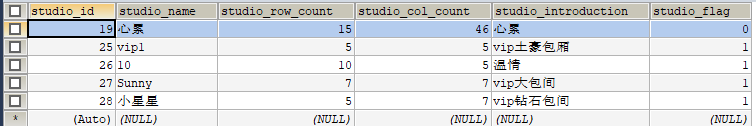 studio_id studio_name studio_row_count studio_col_count studio_introduction studio_flag
19 心累 15 46 心累 0
25 vip1 5 5 vip土豪包厢 1
26 10 10 5 温情 1
27 Sunny 7 7 vip大包间 1
28 小星星 5 7 vip钻石包间 1
* (Auto) (NULL) (NULL) (NULL) (NULL) (NULL)